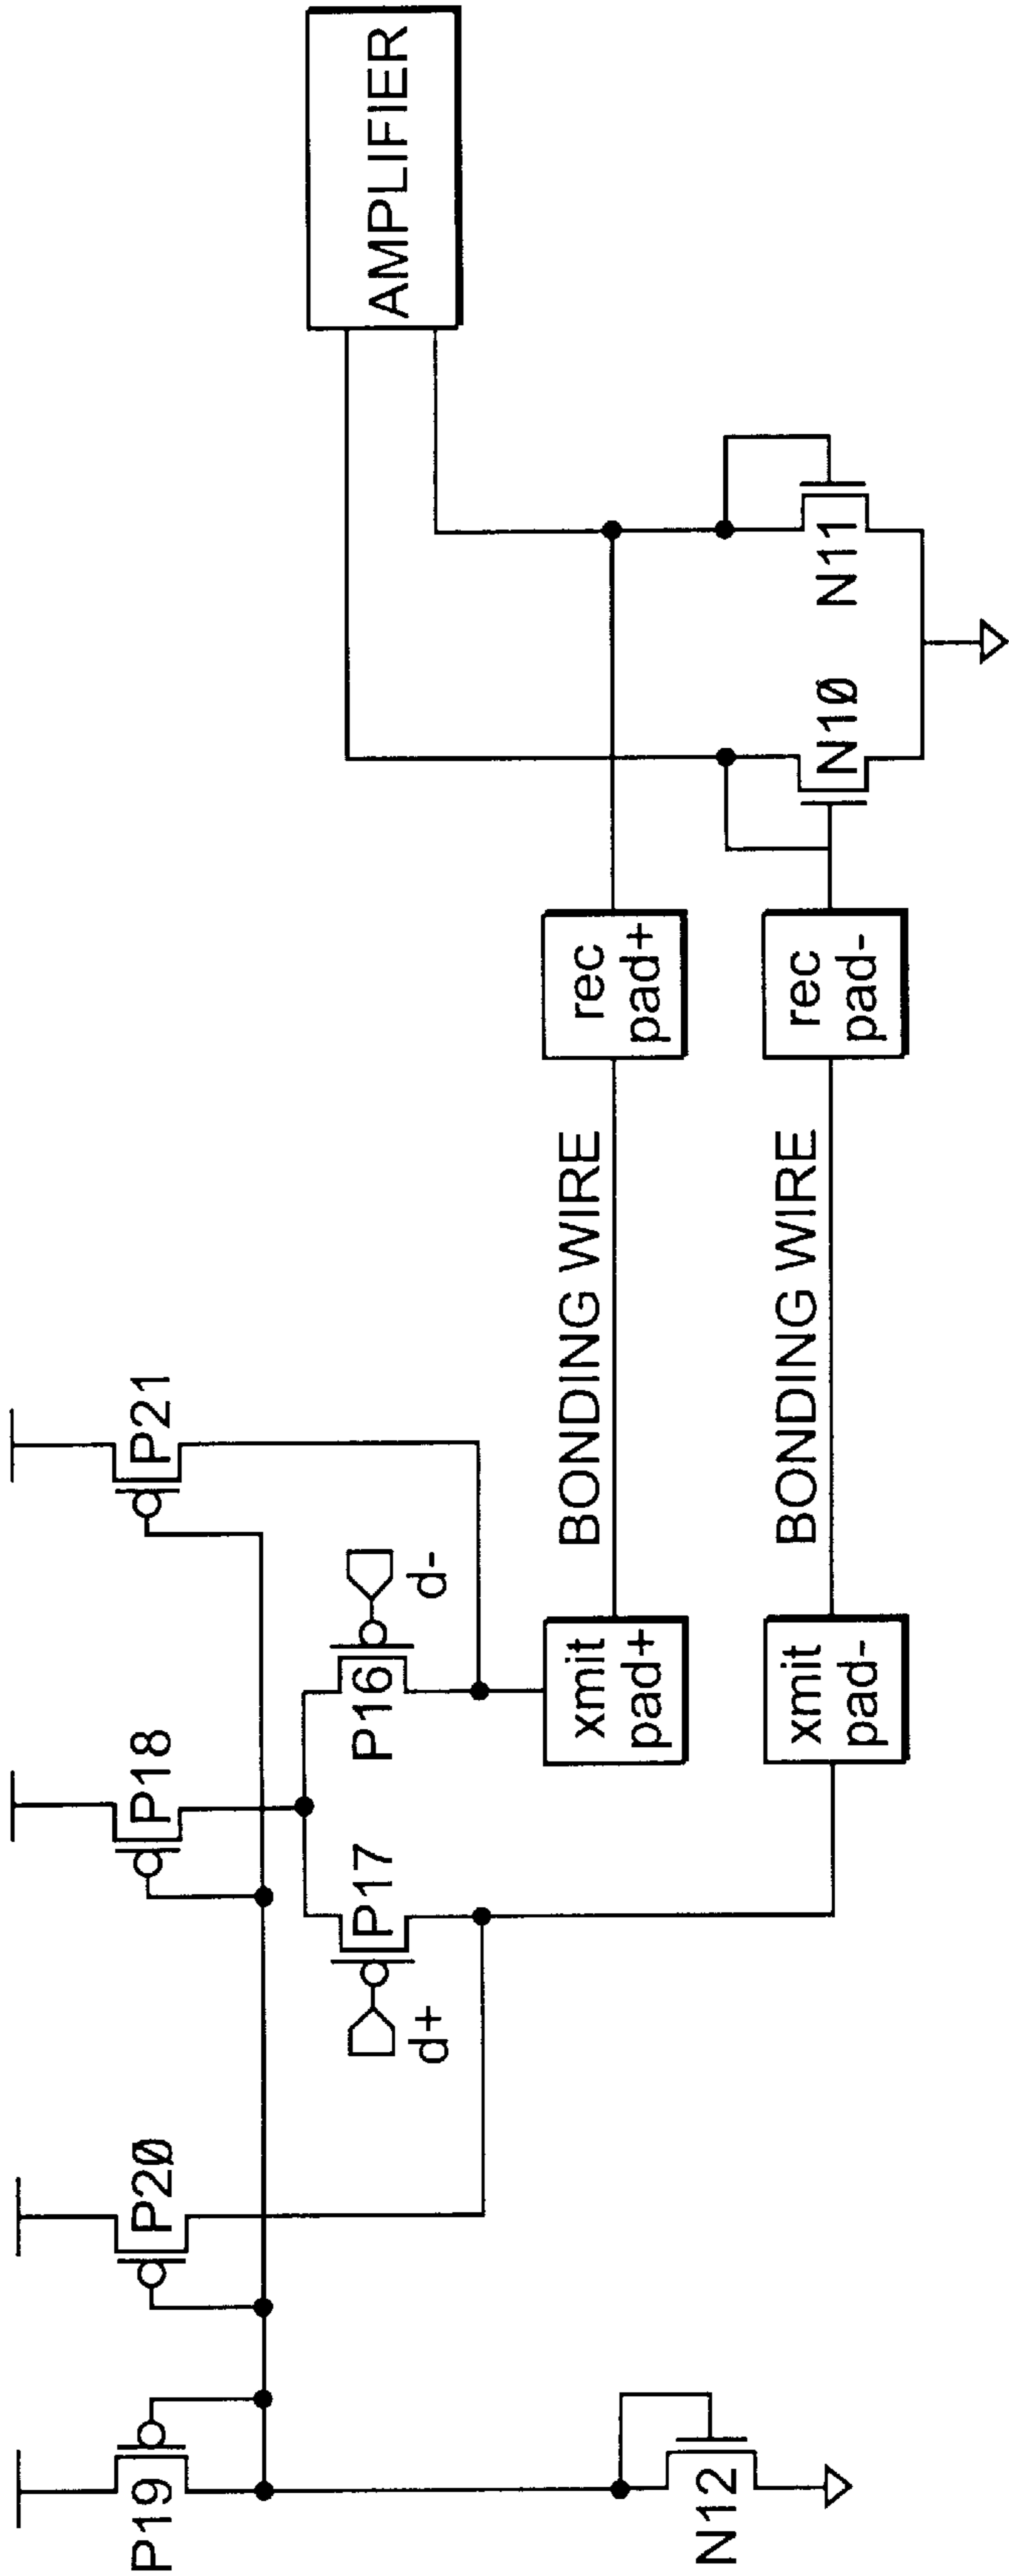 P19
P20
P18
P21
P17
P16
d+
d-
AMPLIFIER
xmit
pad+
BONDING WIRE
rec
pad+
xmit
pad-
BONDING WIRE
rec
pad-
N12
N10
N11